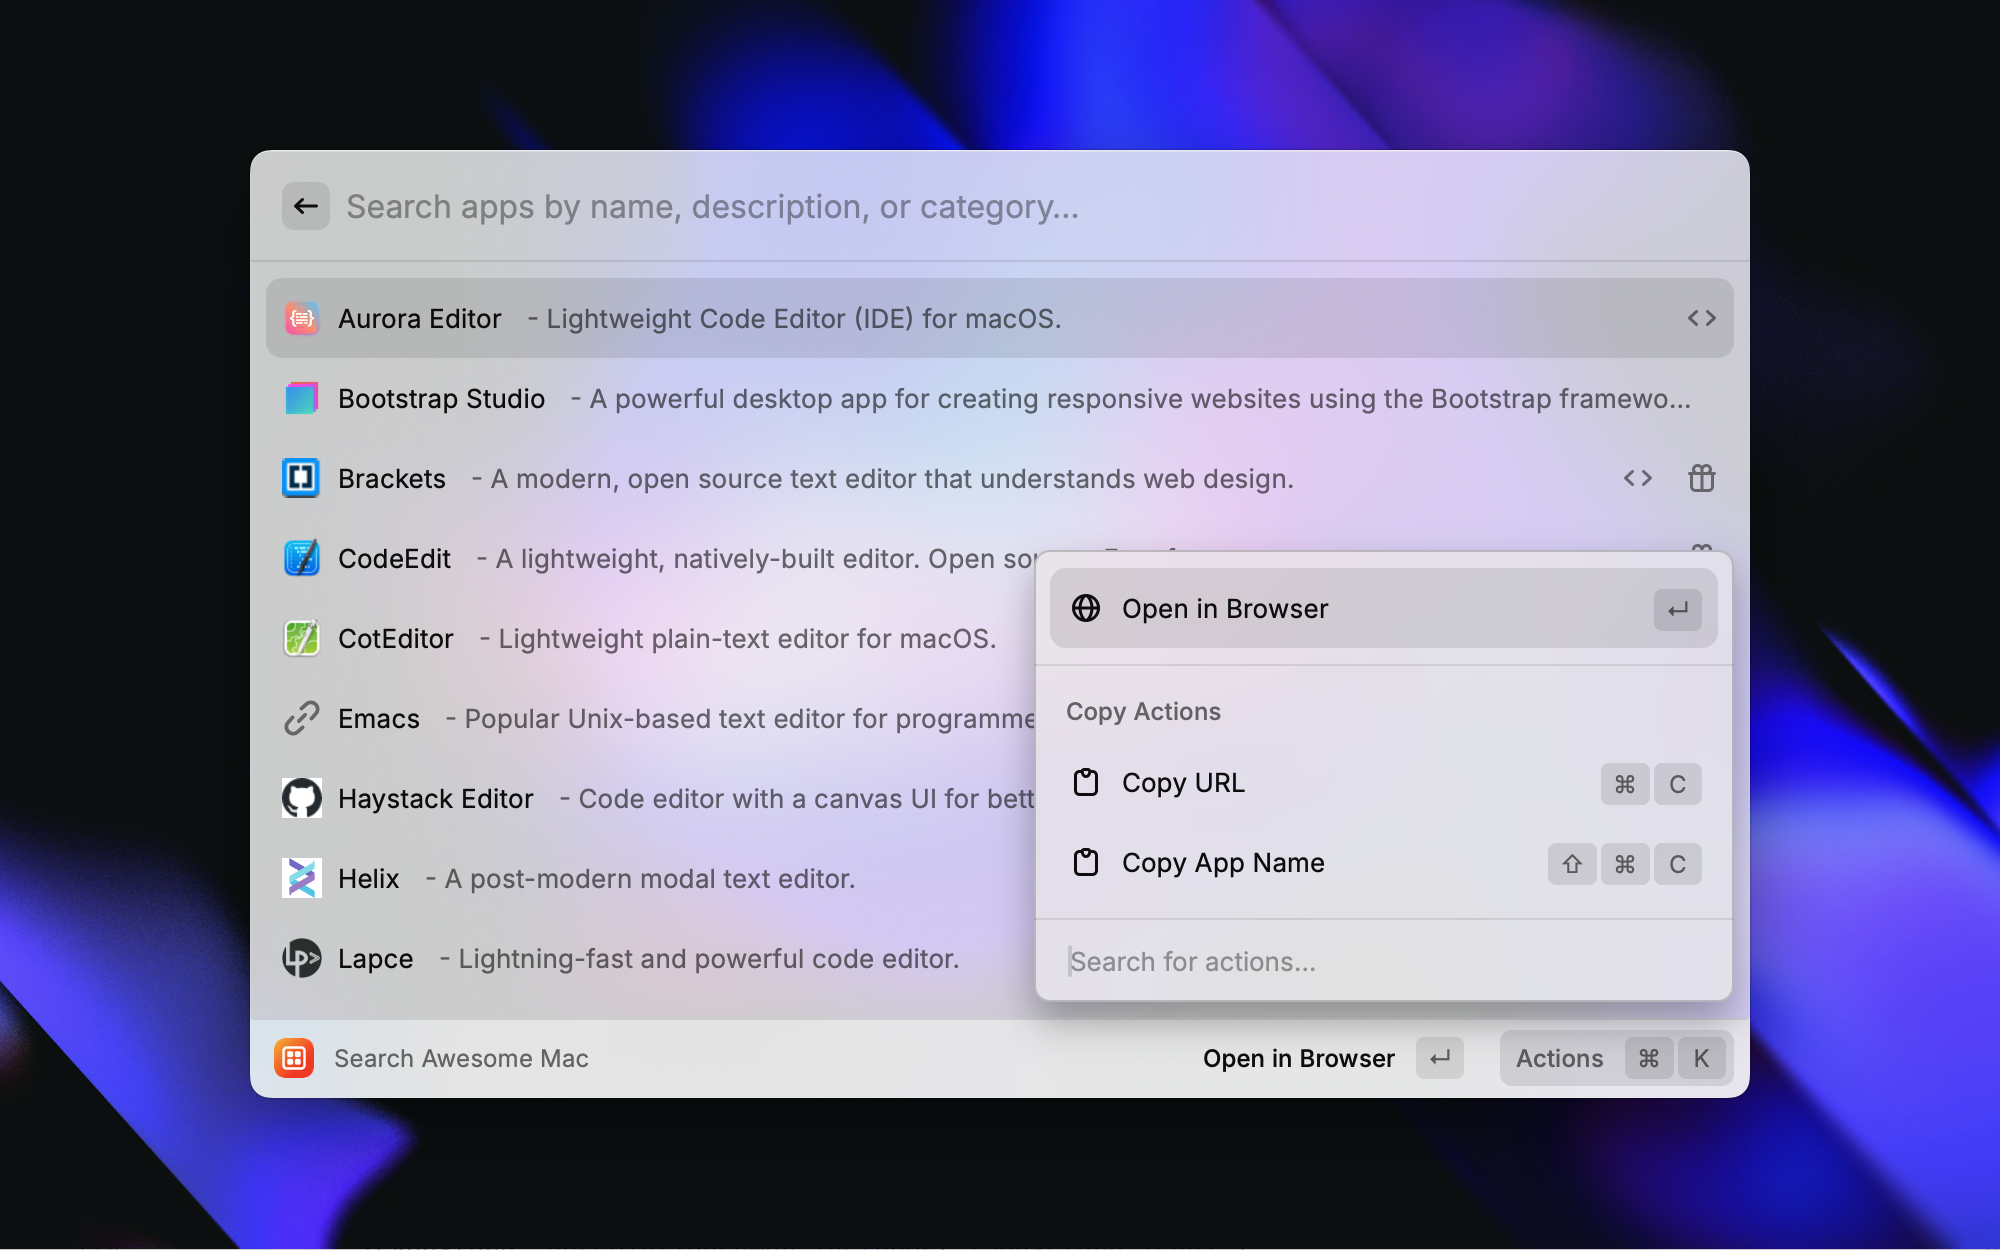 Search apps by name, description, or category...
Aurora Editor - Lightweight Code Editor (IDE) for macOS.
Bootstrap Studio - A powerful desktop app for creating responsive websites using the Bootstrap framewo...
Brackets - A modern, open source text editor that understands web design.
CodeEdit - A lightweight, natively-built editor. Open
CotEditor - Lightweight plain-text editor for macOS.
Emacs - Popular Unix-based text editor for programme
Haystack Editor - Code editor with a canvas UI for bett
Helix - A post-modern modal text editor.
Lapce - Lightning-fast and powerful code editor.
Open in Browser ↵
Copy Actions
Copy URL ⌘ C
Copy App Name ⇧ ⌘ C
Search for actions...
Search Awesome Mac
Open in Browser ↵ Actions ⌘ K